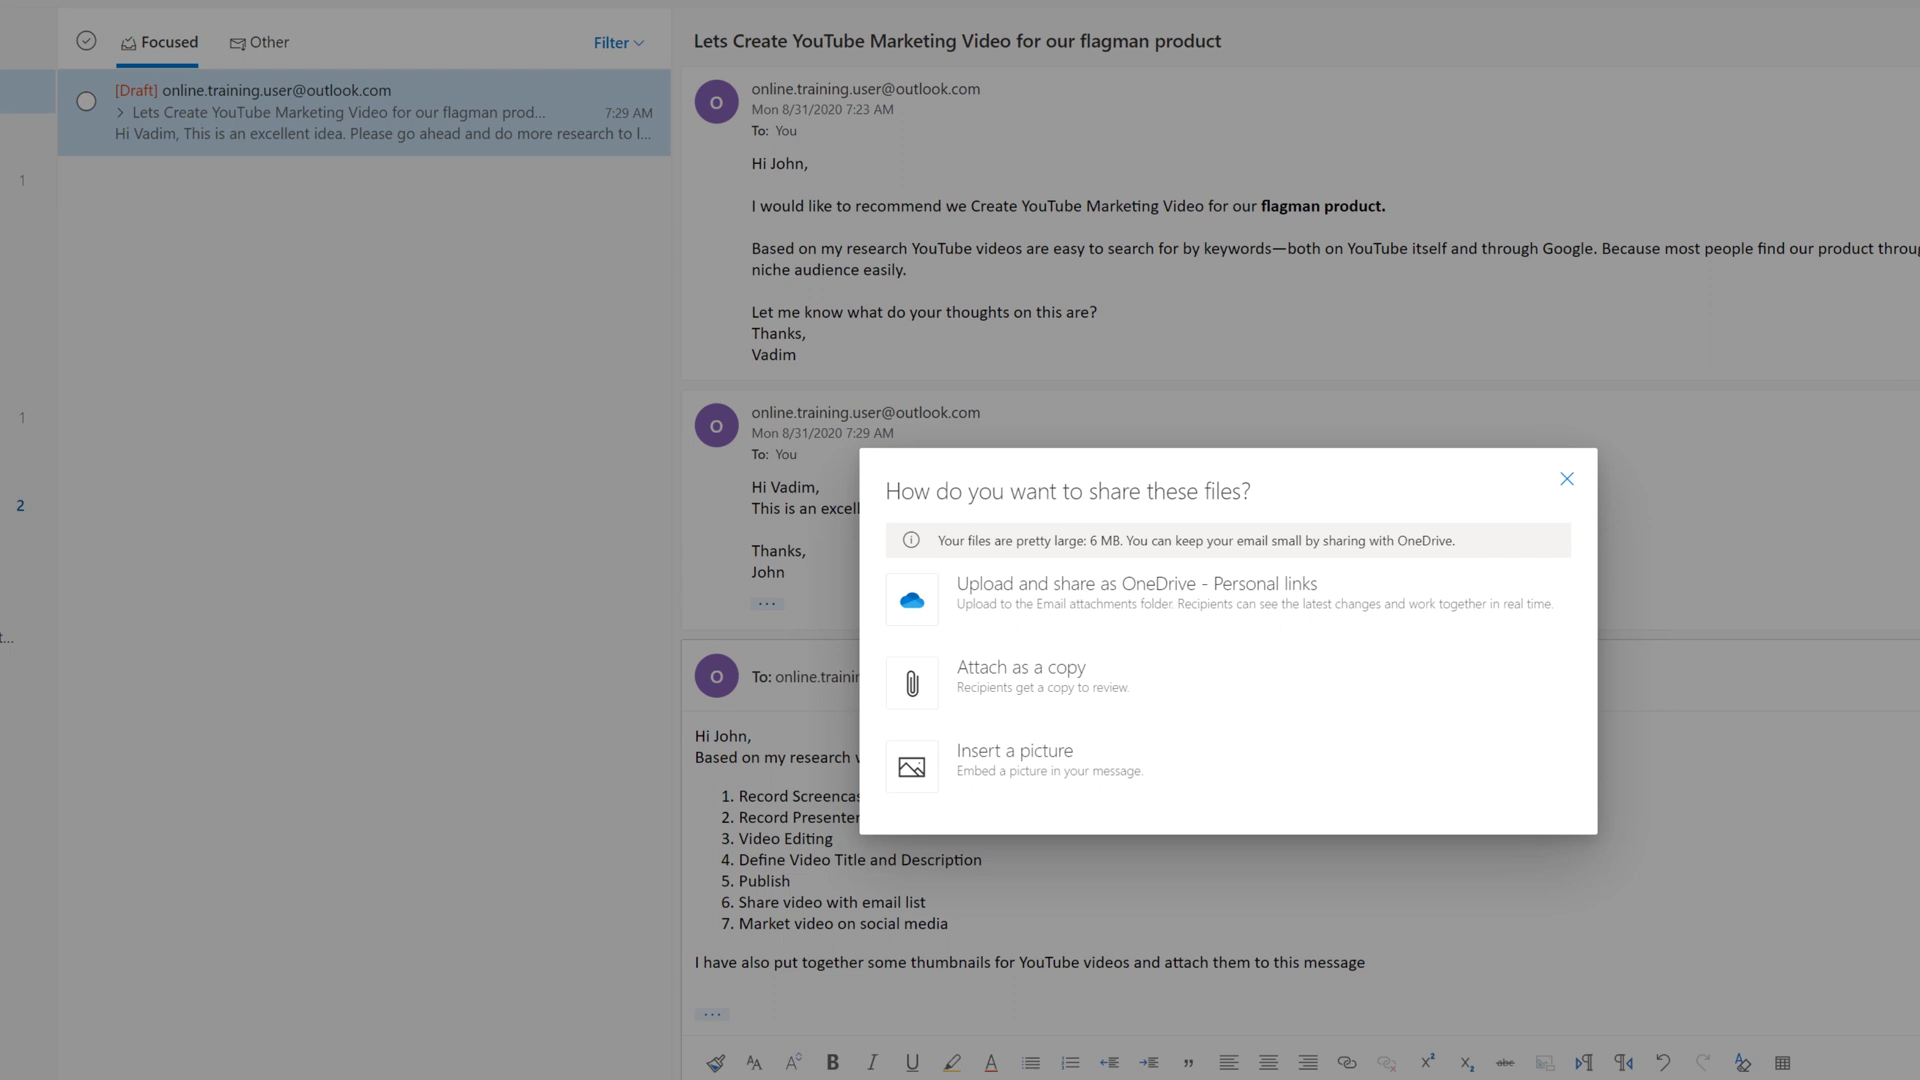 Focused
Other
Filter
[Draft] online.training.user@outlook.com
> Lets Create YouTube Marketing Video for our flagman prod... 7:29 AM
Hi Vadim, This is an excellent idea. Please go ahead and do more research to l...
1
1
2
t...
Lets Create YouTube Marketing Video for our flagman product
O
online.training.user@outlook.com
Mon 8/31/2020 7:23 AM
To: You
Hi John,
I would like to recommend we Create YouTube Marketing Video for our flagman product.
Based on my research YouTube videos are easy to search for by keywords—both on YouTube itself and through Google. Because most people find our product throug
niche audience easily.
Let me know what do your thoughts on this are?
Thanks,
Vadim
O
online.training.user@outlook.com
Mon 8/31/2020 7:29 AM
To: You
Hi Vadim,
This is an excell
Thanks,
John
...
How do you want to share these files?
Your files are pretty large: 6 MB. You can keep your email small by sharing with OneDrive.
Upload and share as OneDrive - Personal links
Upload to the Email attachments folder. Recipients can see the latest changes and work together in real time.
Attach as a copy
Recipients get a copy to review.
Insert a picture
Embed a picture in your message.
O
To: online.trainin
Hi John,
Based on my research
1. Record Screencas
2. Record Presenter
3. Video Editing
4. Define Video Title and Description
5. Publish
6. Share video with email list
7. Market video on social media
I have also put together some thumbnails for YouTube videos and attach them to this message
...